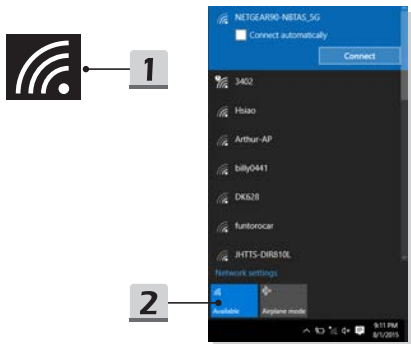 1
NETGEAR90-NBTAS_5G
Connect automatically
Connect
3402
Hsiao
Arthur-AP
billy0441
DK628
funtorocar
JHTTS-DIR810L
Network settings
2
Available
Airplane mode
9:11 PM
8/1/2015